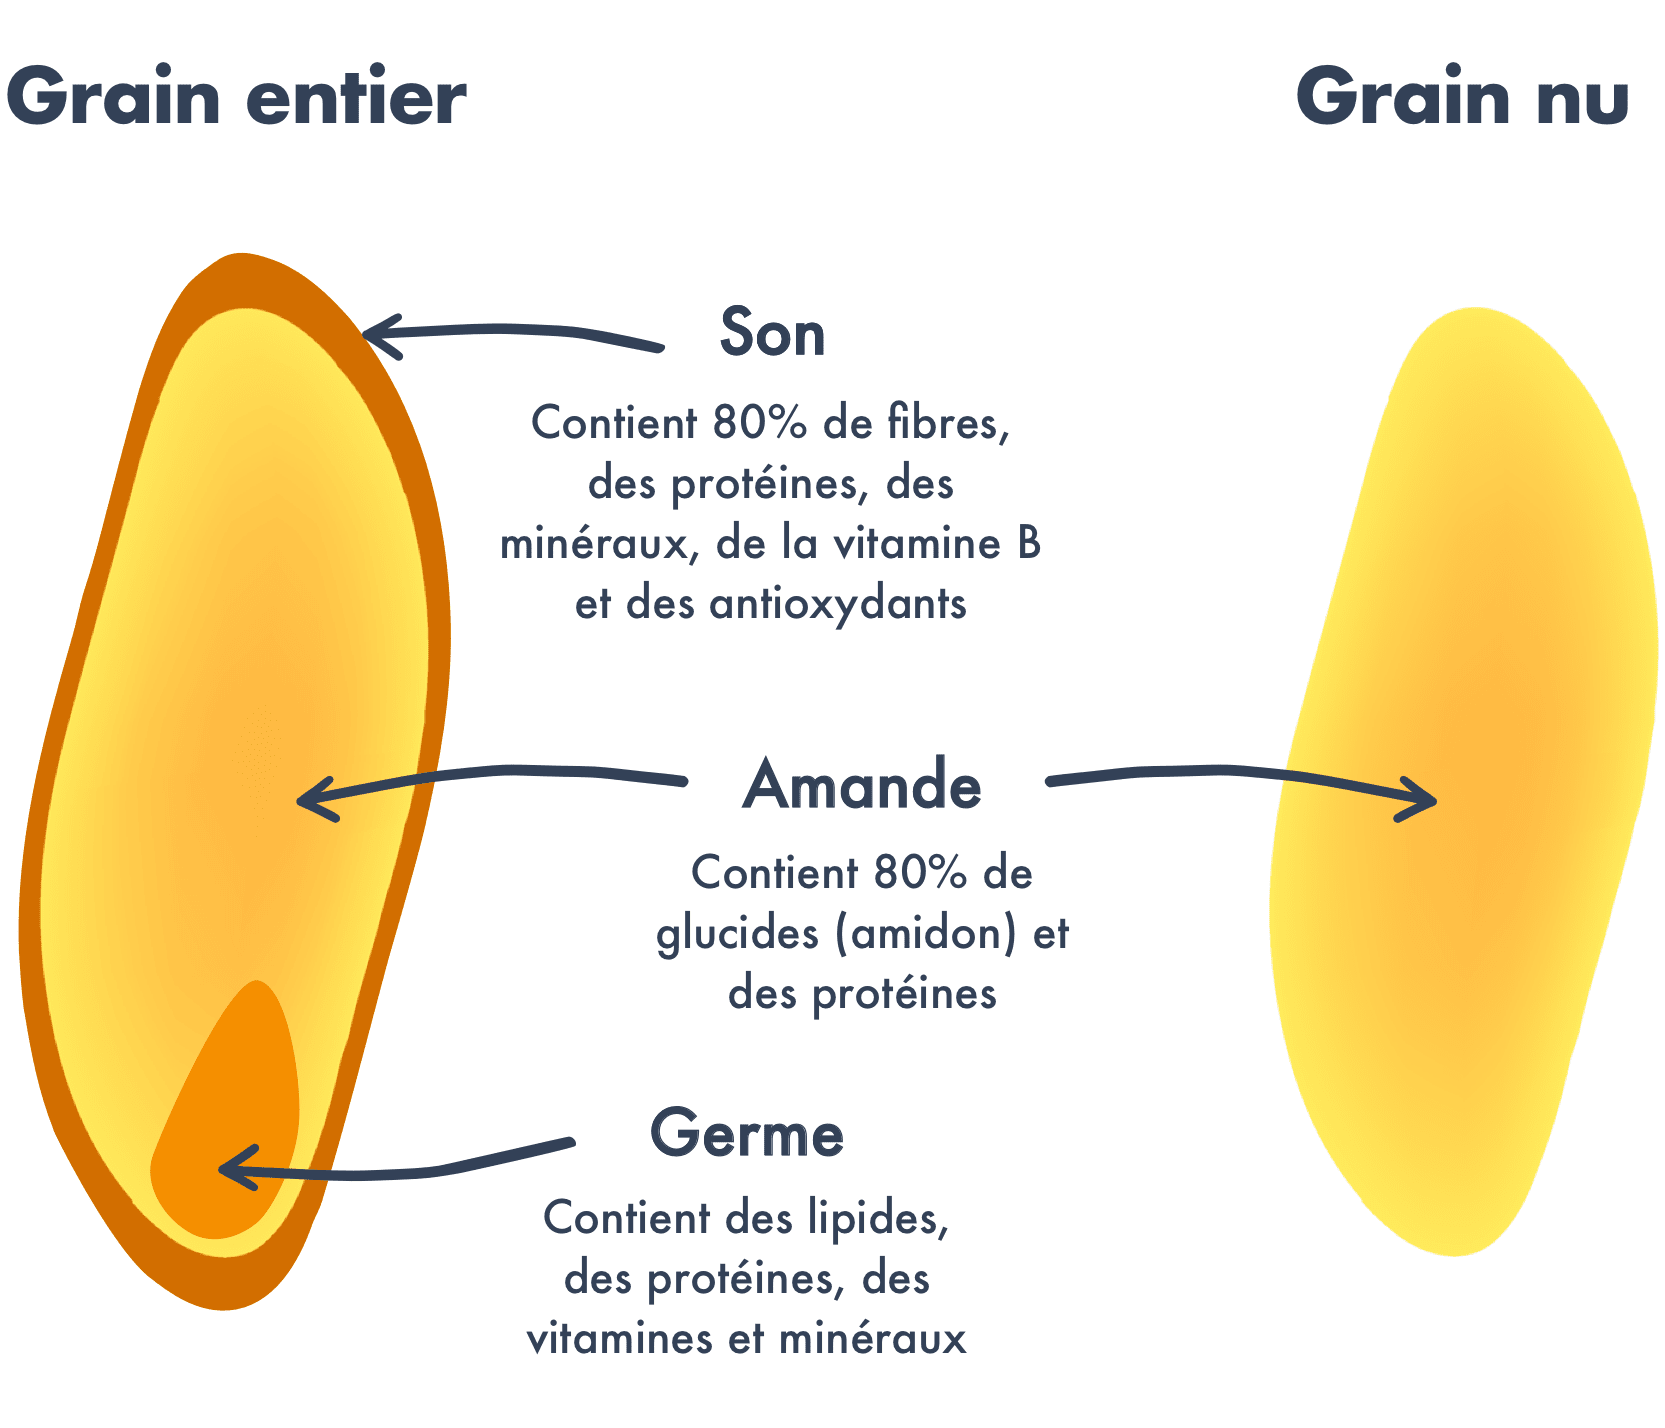 Grain entier
Grain nu
Son
Contient 80% de fibres,
des protéines, des
minéraux, de la vitamine B
et des antioxydants
Amande
Contient 80% de
glucides (amidon) et
des protéines
Germe
Contient des lipides,
des protéines, des
vitamines et minéraux